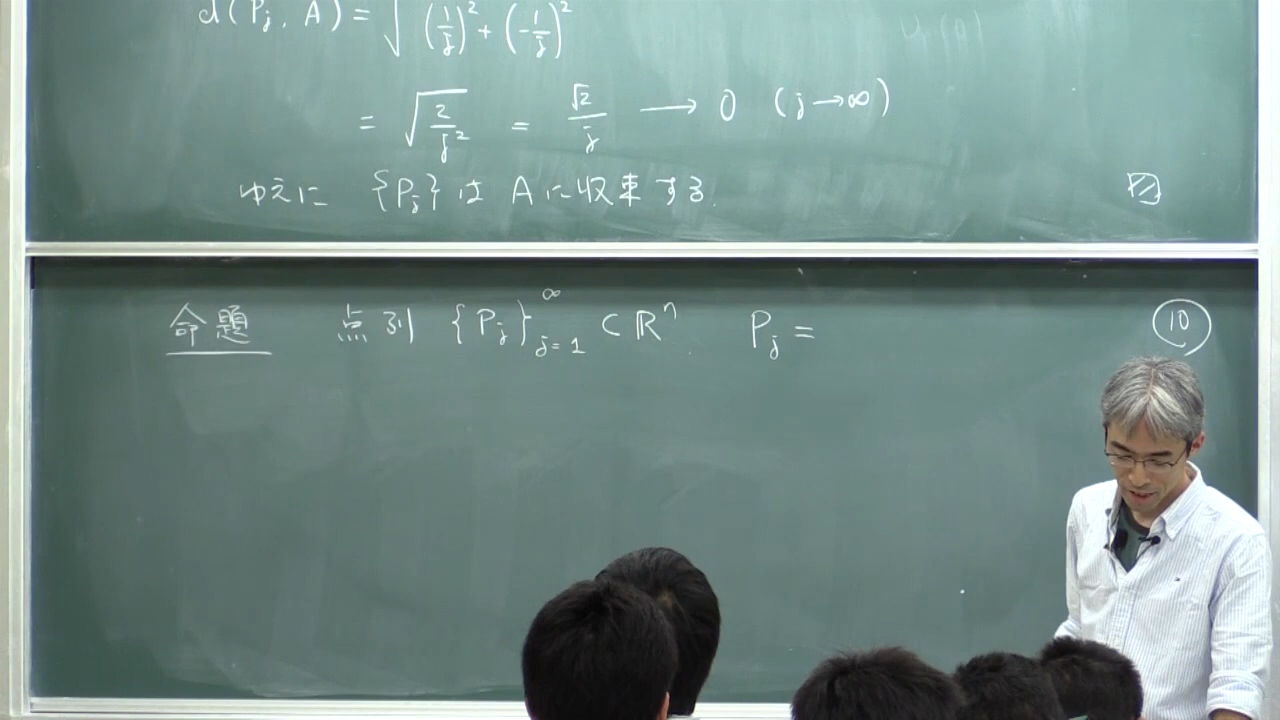 d(P_j, A) = √((1/j)² + (-1/j)²)
= √(2/j²) = √2/j → 0 (j→∞)
ゆえに {P_j} は A に収束する.
命題 点列 {P_j}_{j=1}^∞ ⊂ ℝⁿ. P_j =
⑩